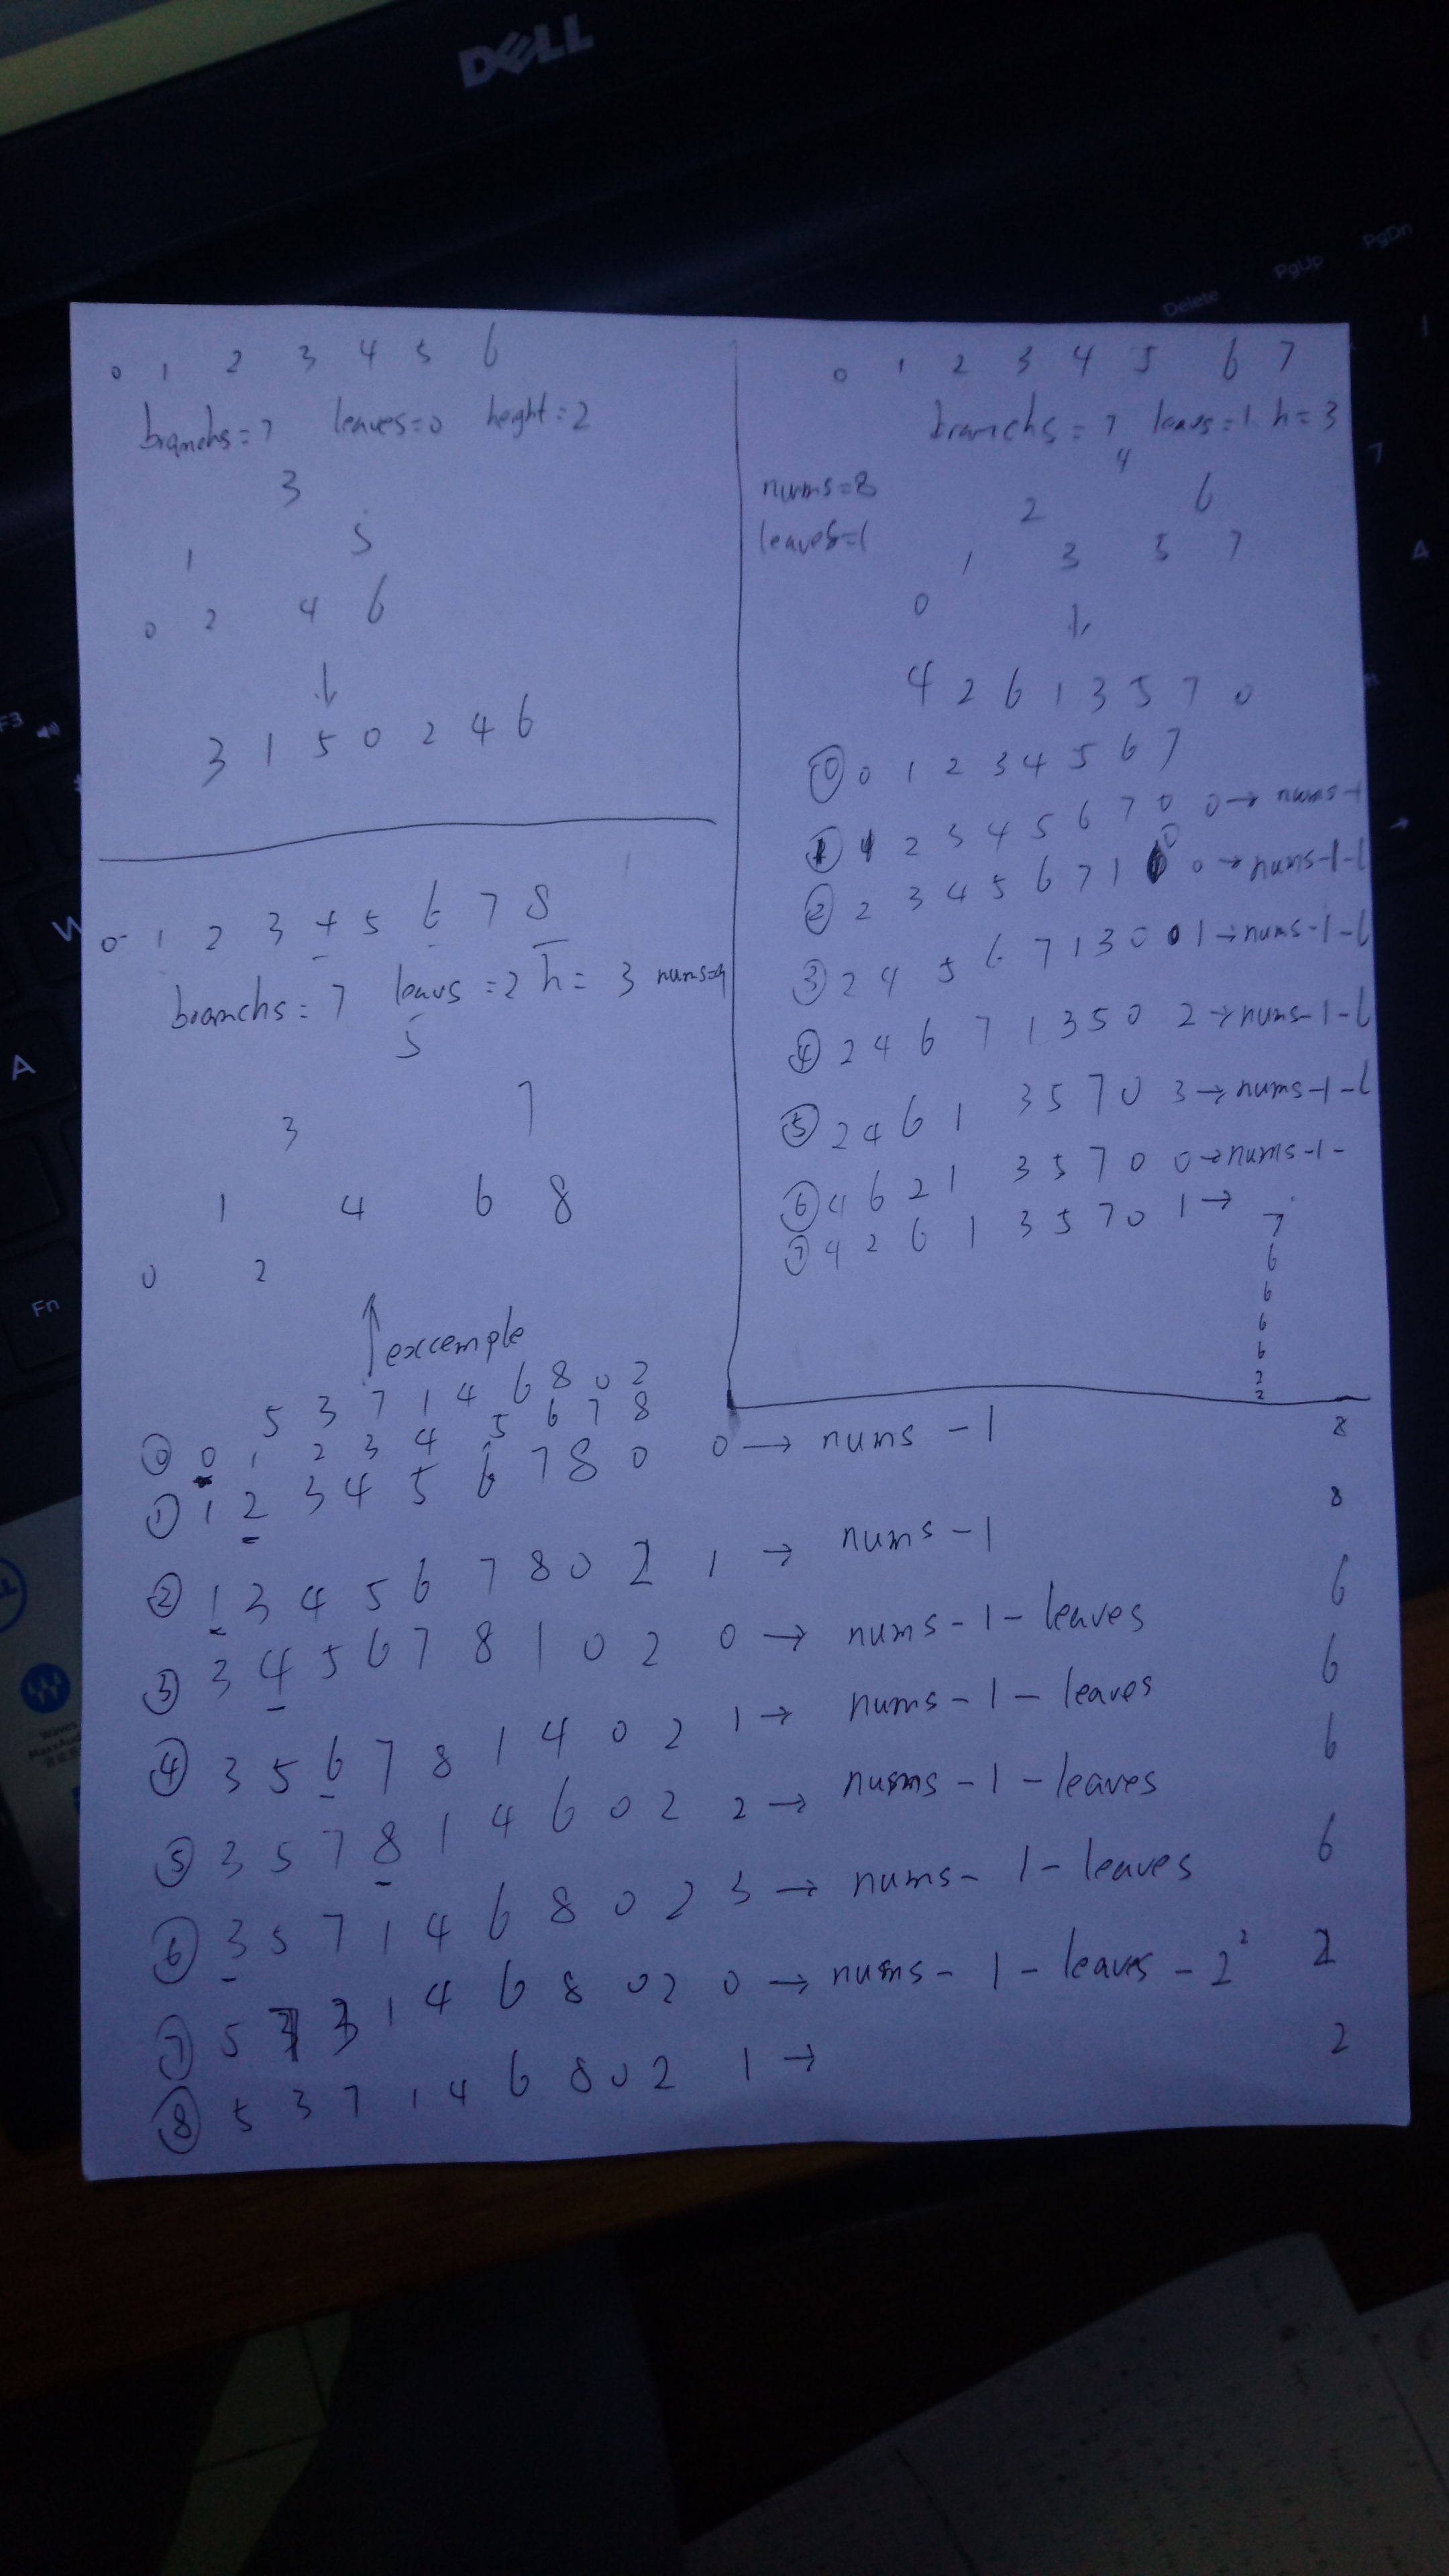 DELL
PgUp
PgDn
Delete
0 1 2 3 4 5 6
branchs=7 leaves=0 height=2
3
1 5
0 2 4 6
↓
3 1 5 0 2 4 6
0 1 2 3 4 5 6 7 8
branchs=7 leavs=2 h=3 nums=9
5
3 7
1 4 6 8
0 2
↑ excemple
5 3 7 1 4 6 8 0 2
⓪ 0 1 2 3 4 5 6 7 8
① 1 2 3 4 5 6 7 8 0 0→ nums-1 8
② 1 3 4 5 6 7 8 0 2 1→ nums-1 8
③ 3 4 5 6 7 8 1 0 2 0→ nums-1-leaves 6
④ 3 5 6 7 8 1 4 0 2 1→ nums-1-leaves 6
⑤ 3 5 7 8 1 4 6 0 2 2→ nums-1-leaves 6
⑥ 3 5 7 1 4 6 8 0 2 3→ nums-1-leaves 6
⑦ 5 7 3 1 4 6 8 0 2 0→ nums-1-leaves-2² 2
⑧ 5 3 7 1 4 6 8 0 2 1→ 2
0 1 2 3 4 5 6 7
branchs=7 leavs=1 h=3
nums=8
leaves=1
4
2 6
1 3 5 7
0
↓
4 2 6 1 3 5 7 0
⓪ 0 1 2 3 4 5 6 7
① 1 2 3 4 5 6 7 0 0→ nums-1
② 2 3 4 5 6 7 1 0 0→ nums-1-l
③ 2 4 5 6 7 1 3 0 1→ nums-1-l
④ 2 4 6 7 1 3 5 0 2→ nums-1-l
⑤ 2 4 6 1 3 5 7 0 3→ nums-1-l
⑥ 4 6 2 1 3 5 7 0 0→ nums-1-
⑦ 4 2 6 1 3 5 7 0 1→
7
6
6
6
6
2
2
F3
W
A
Fn
Waves